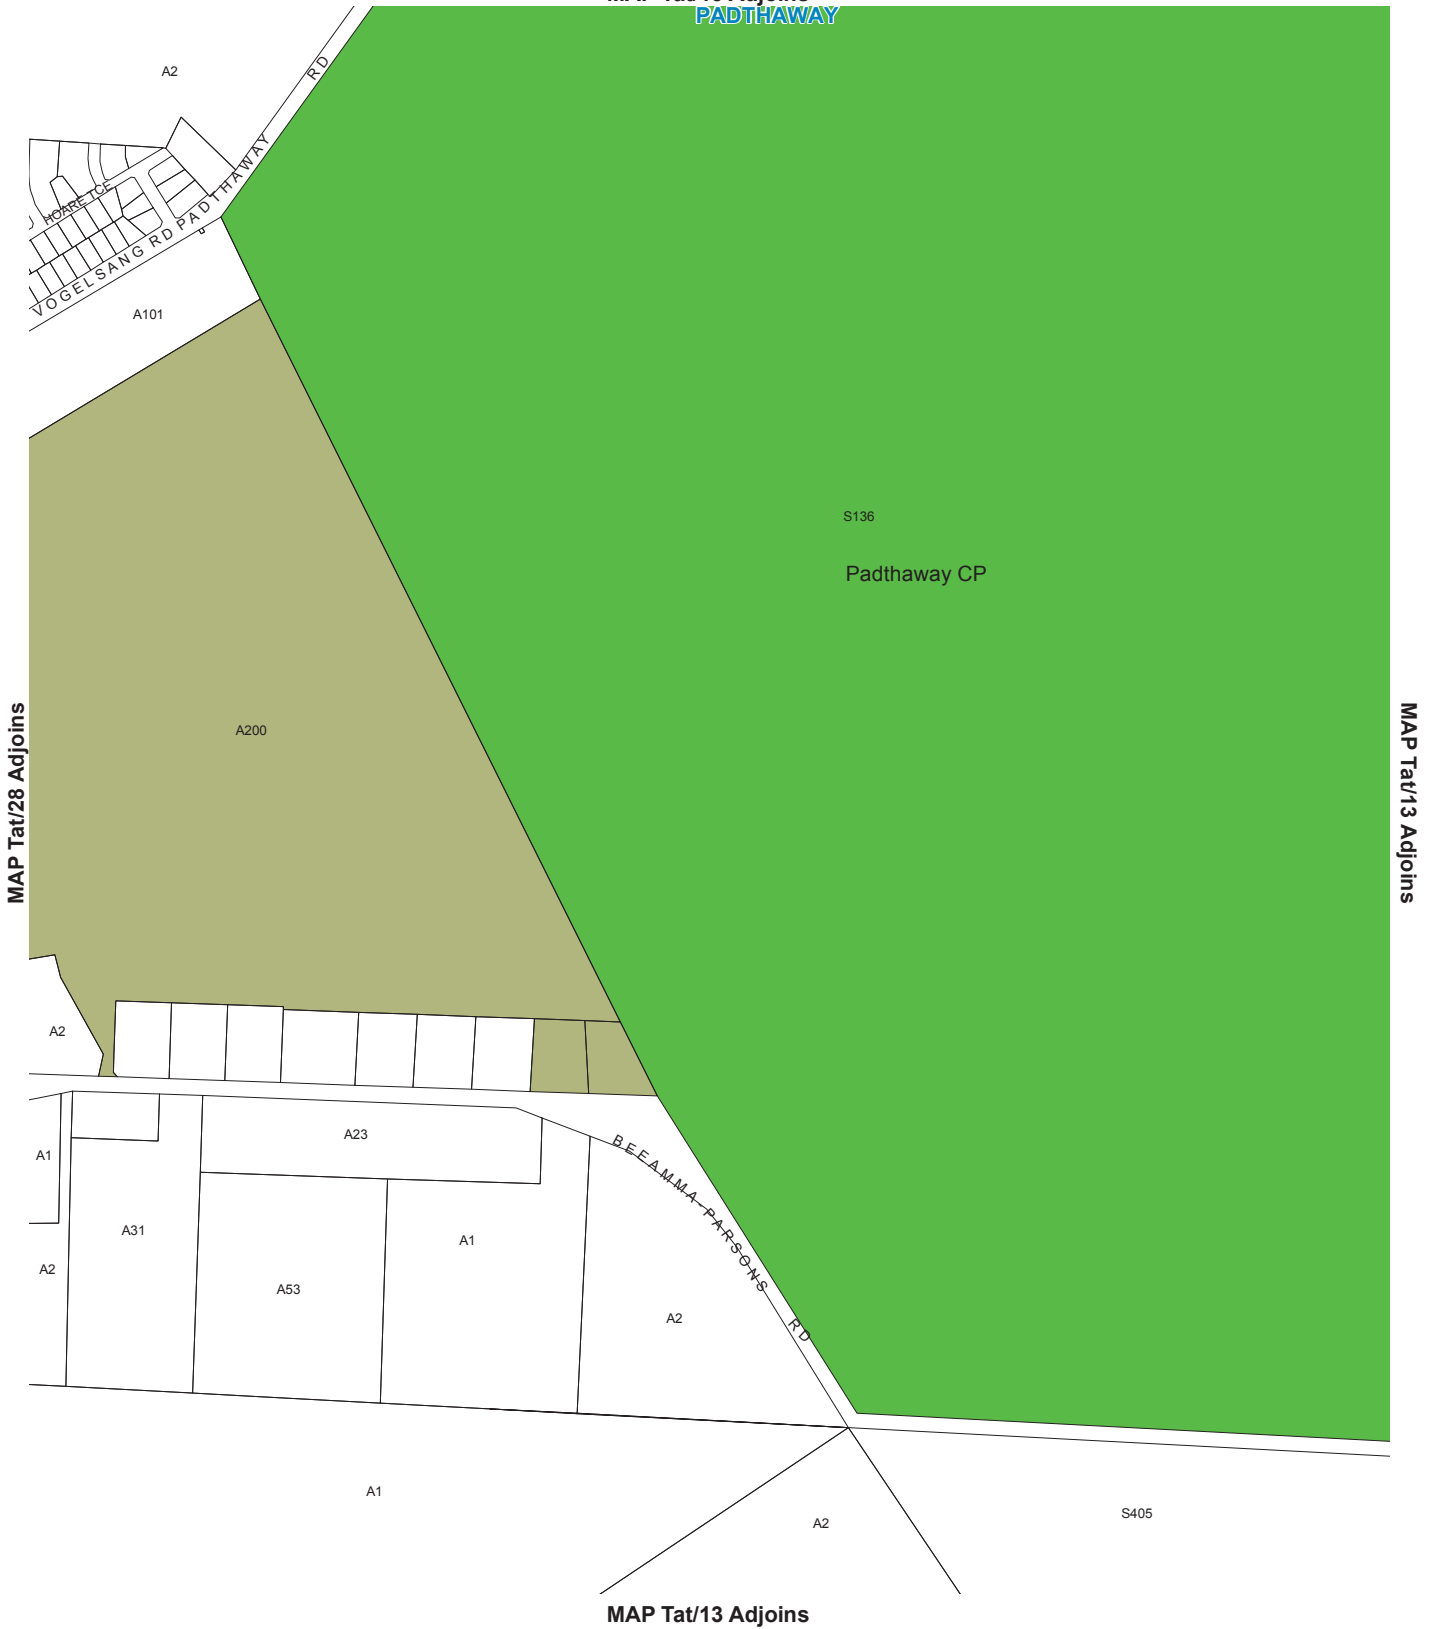 PADTHAWAY
A2
PADTHAWAY RD
HOARE TCE
VOGELSANG RD
A101
S136
Padthaway CP
A200
MAP Tat/28 Adjoins
MAP Tat/13 Adjoins
A2
A23
A1
BEEAMMA-PARSONS RD
A31
A1
A2
A53
A2
A1
A2
S405
MAP Tat/13 Adjoins